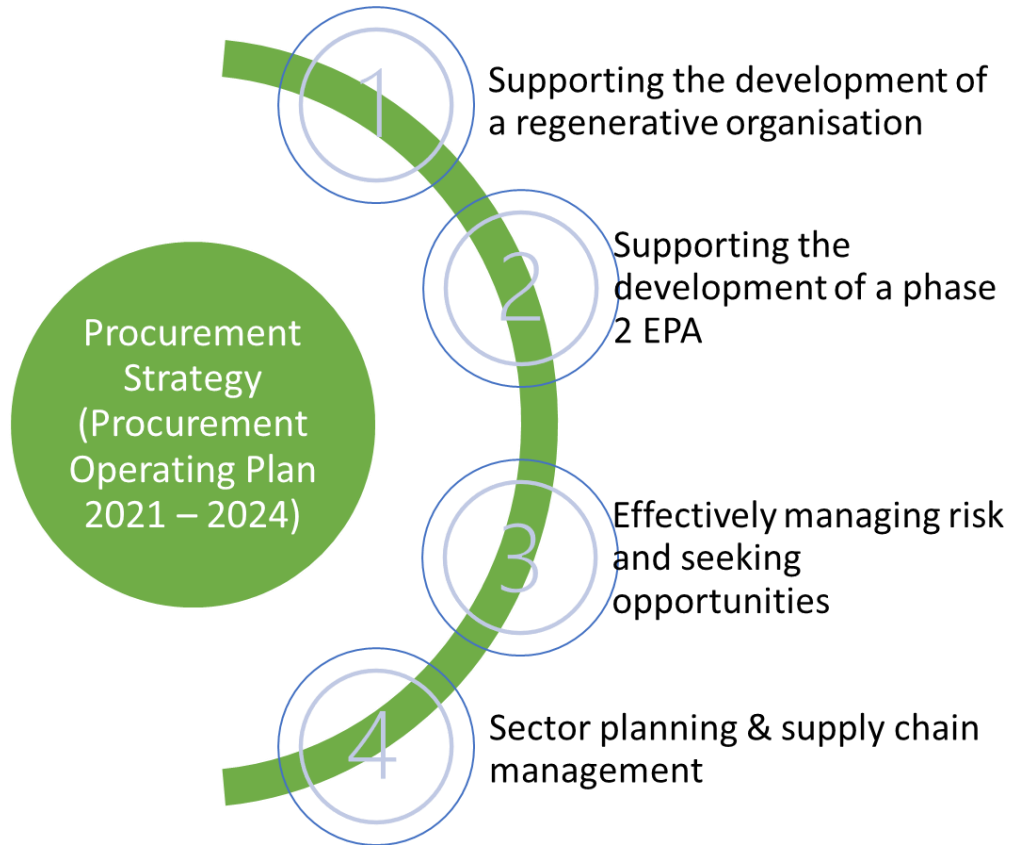 Procurement
Strategy
(Procurement
Operating Plan
2021 – 2024)
1
Supporting the development of
a regenerative organisation
2
Supporting the
development of a phase
2 EPA
3
Effectively managing risk
and seeking
opportunities
4
Sector planning & supply chain
management